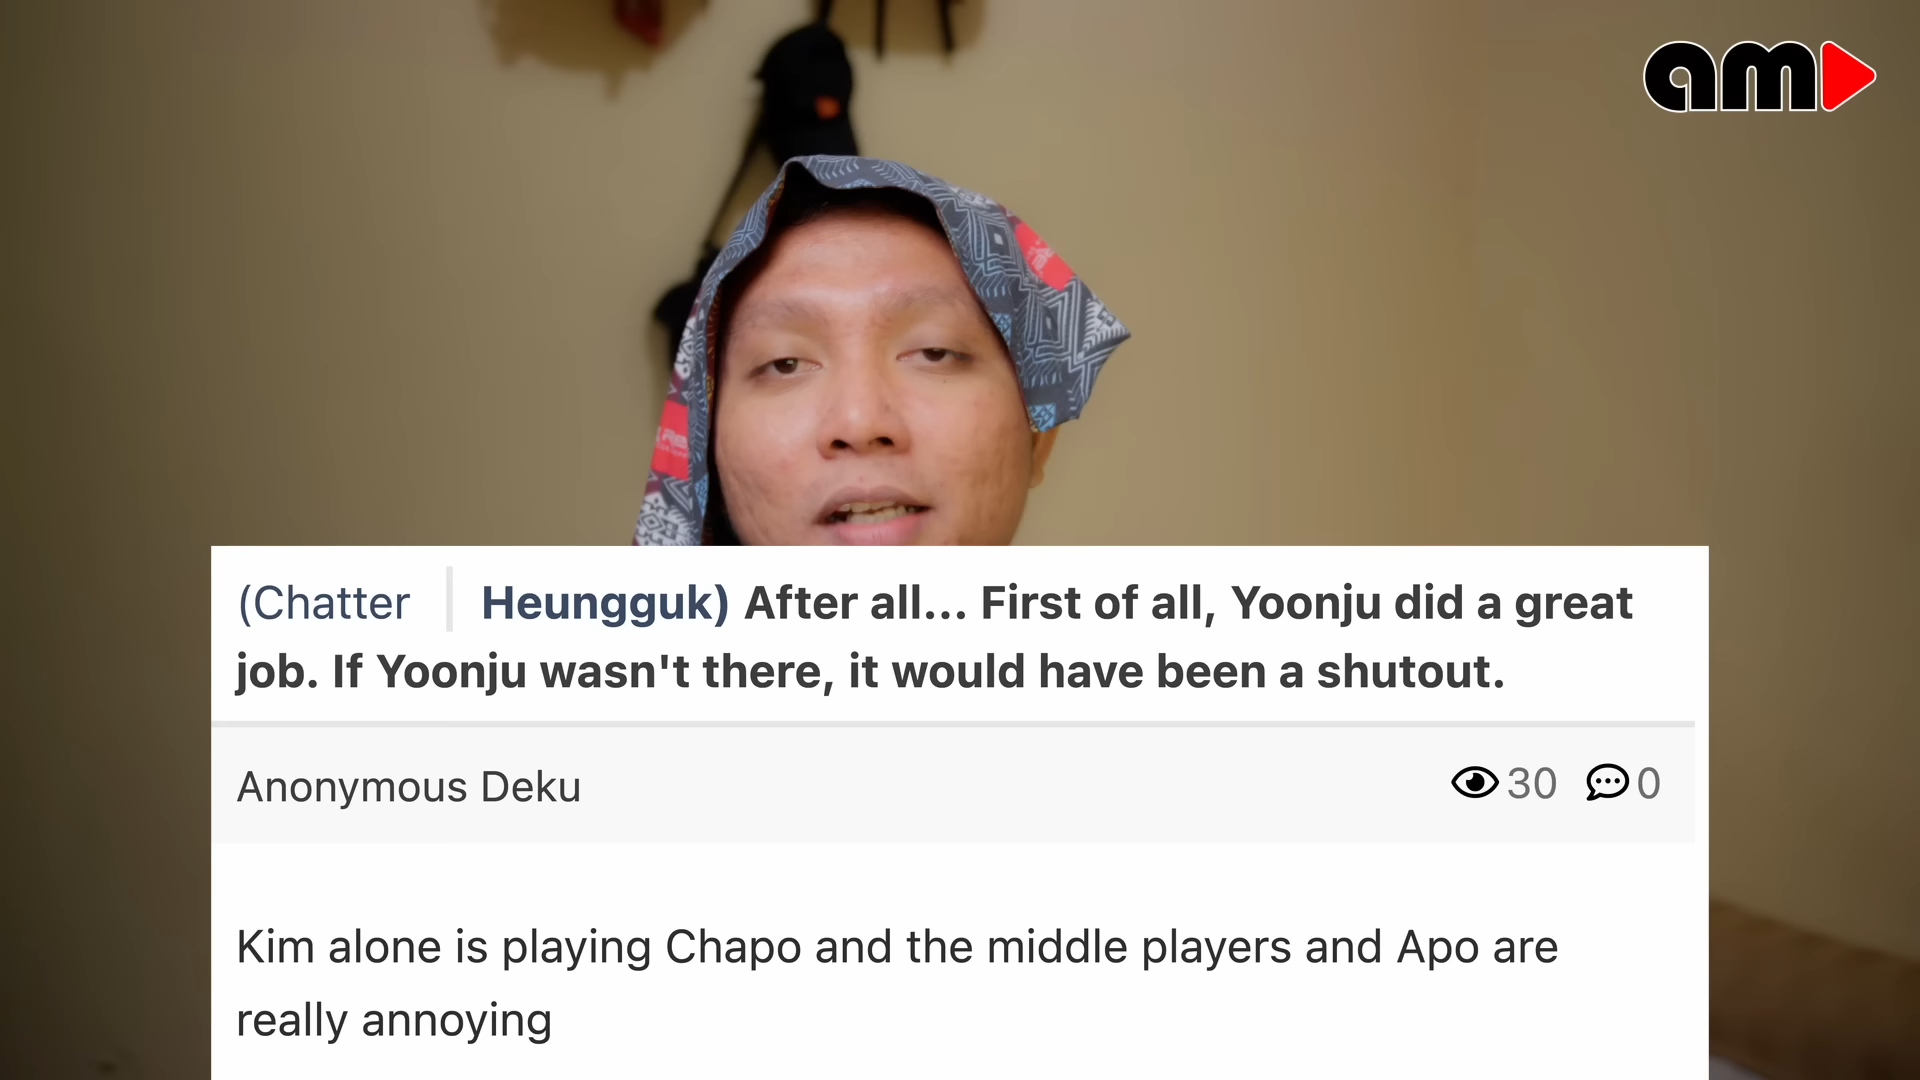 am
(Chatter Heungguk) After all... First of all, Yoonju did a great
job. If Yoonju wasn't there, it would have been a shutout.
Anonymous Deku 30 0
Kim alone is playing Chapo and the middle players and Apo are
really annoying